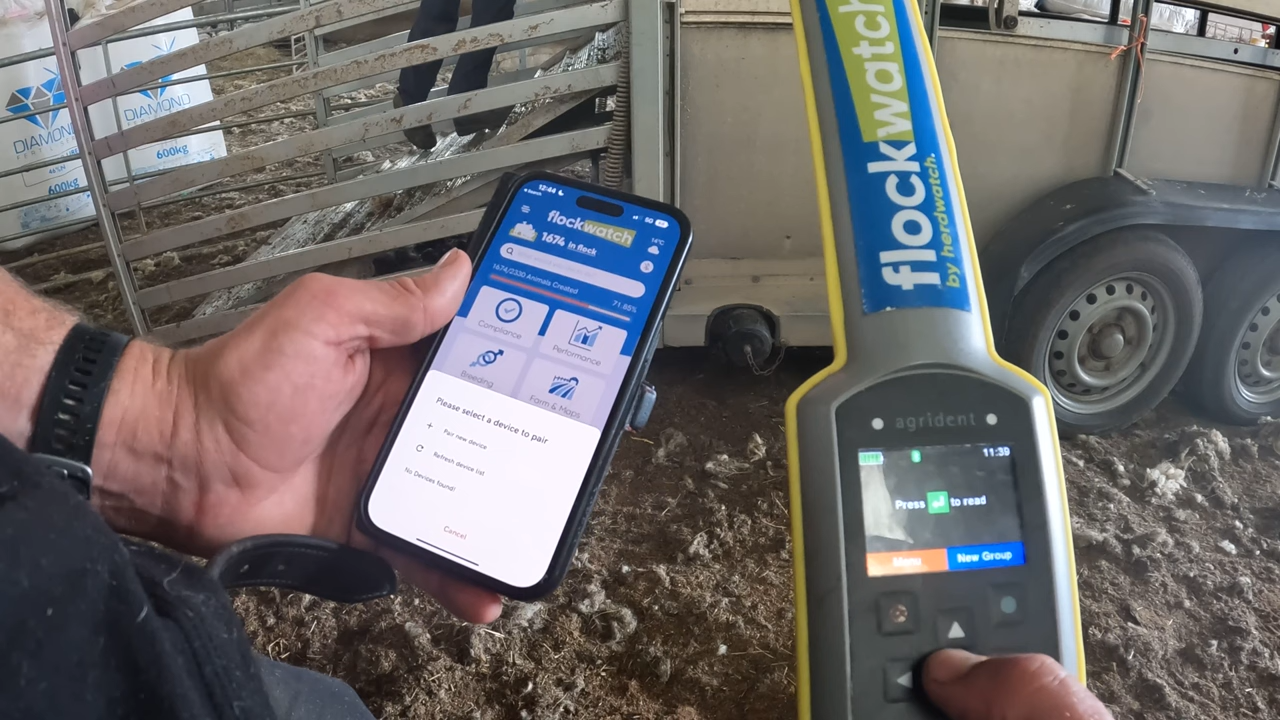 DIAMOND
600kg
DIAMOND
600kg
12:44
Search
5G
flockwatch
1674 in flock
14°C
1674/2330 Animals Created
71.85%
Compliance
Performance
Breeding
Farm & Maps
Please select a device to pair
Pair new device
Refresh device list
No Devices found!
Cancel
flockwatch
by herdwatch.
agrident
11:39
Press to read
Menu
New Group